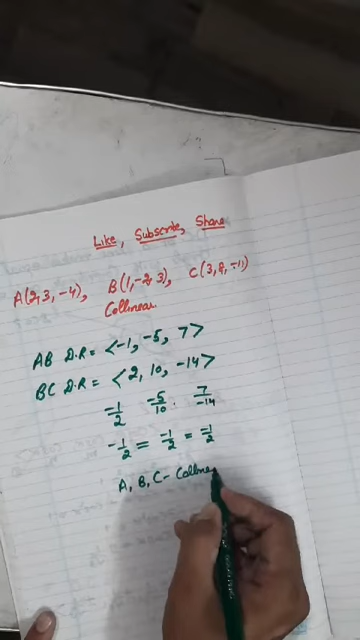 Like, Subscribe, Share
A(2,3,-4), B(1,-2,3), C(3,8,-11)
Collinear
AB D.R = <-1, -5, 7>
BC D.R = <2, 10, -14>
-1/2 -5/10 . 7/-14
-1/2 = -1/2 = -1/2
A, B, C - Colline